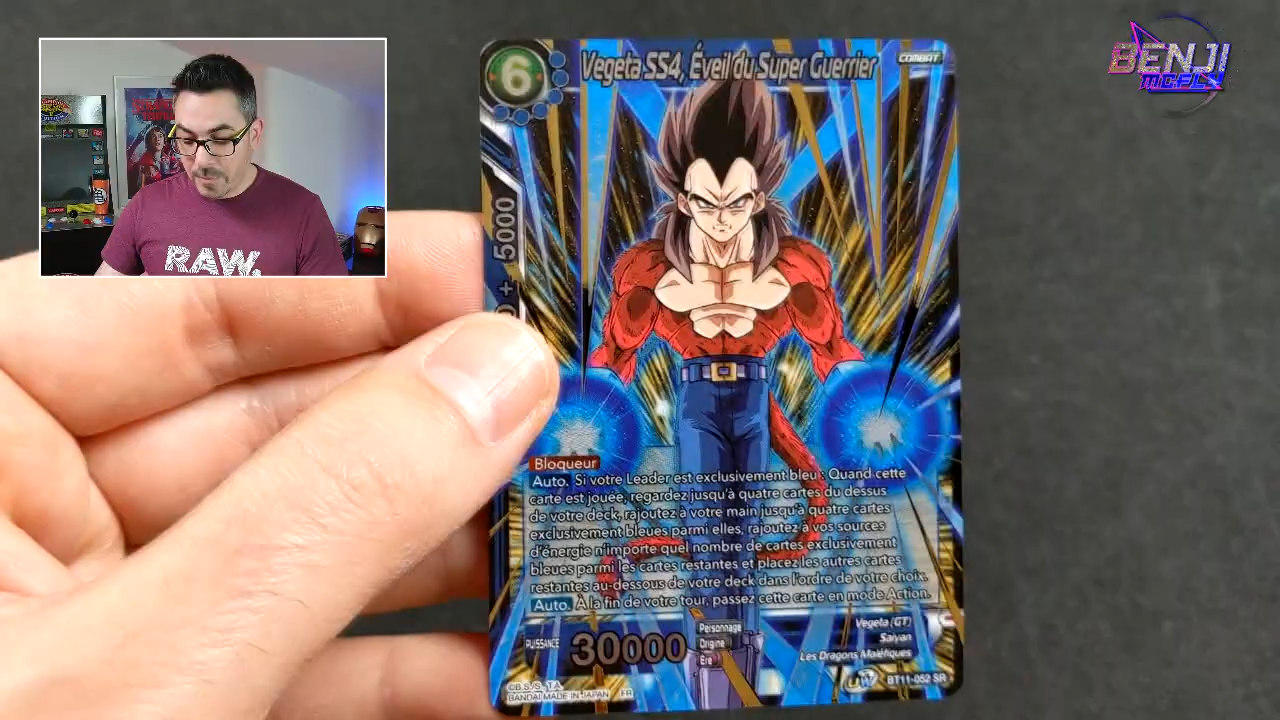 BENJI
MCFLY
RAW.
6
Vegeta SS4, Éveil du Super Guerrier
COMBAT
+ 5000
Bloqueur
Auto. Si votre Leader est exclusivement bleu : Quand cette
carte est jouée, regardez jusqu'à quatre cartes du dessus
de votre deck, rajoutez à votre main jusqu'à quatre cartes
exclusivement bleues parmi elles, rajoutez à vos sources
d'énergie n'importe quel nombre de cartes exclusivement
bleues parmi les cartes restantes et placez les autres cartes
restantes au-dessous de votre deck dans l'ordre de votre choix.
Auto. À la fin de votre tour, passez cette carte en mode Action.
PUISSANCE 30000
Personnage Vegeta (GT)
Origine Saiyan
Ère Les Dragons Maléfiques
©B.S./S., T.A.
BANDAI MADE IN JAPAN FR
UW BT11-052 SR